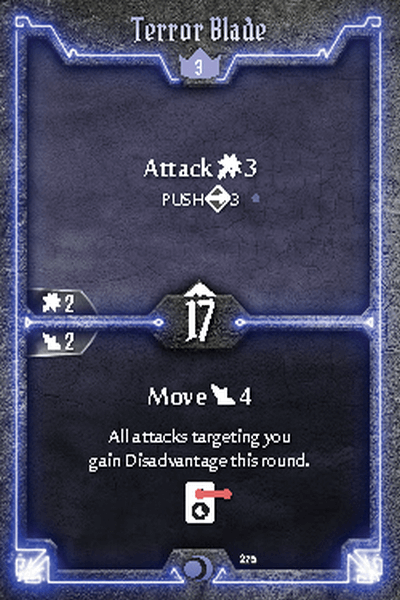 Terror Blade
3
Attack 3
PUSH 3
2
17
2
Move 4
All attacks targeting you
gain Disadvantage this round.